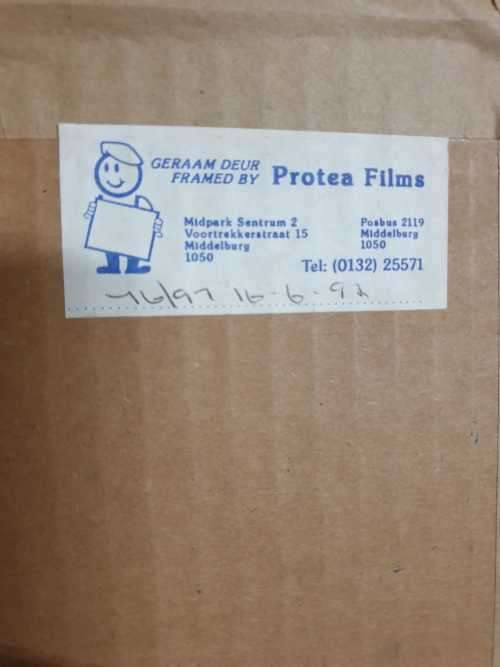 GERAAM DEUR
FRAMED BY Protea Films
Midpark Sentrum 2
Voortrekkerstraat 15
Middelburg
1050
Posbus 2119
Middelburg
1050
Tel: (0132) 25571
16-6-92